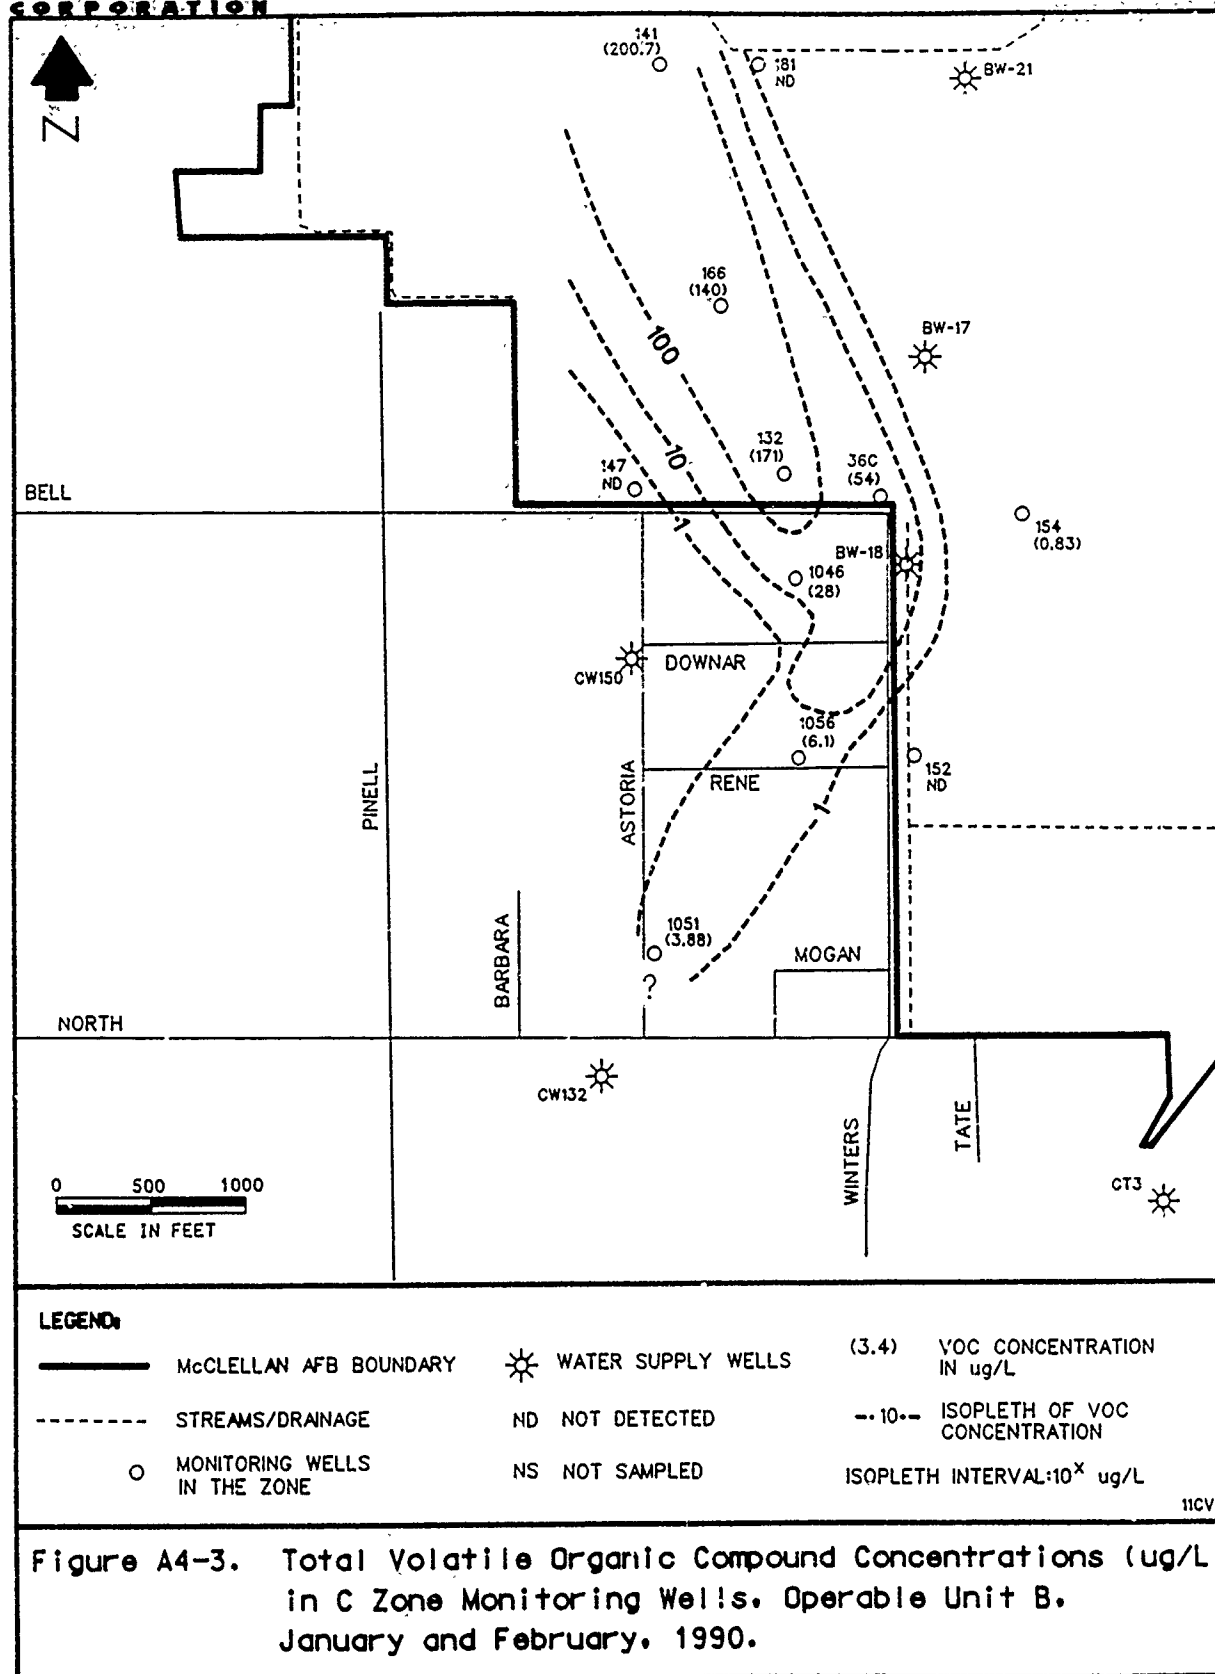 CORPORATION
N
141
(200.7)
181
ND
BW-21
166
(140)
BW-17
100
10
132
(171)
36C
(54)
147
ND
BELL
1
154
(0.83)
BW-18
1046
(28)
DOWNAR
CW150
1056
(6.1)
RENE
152
ND
PINELL
ASTORIA
1
BARBARA
1051
(3.88)
?
MOGAN
NORTH
CW132
WINTERS
TATE
CT3
0 500 1000
SCALE IN FEET
LEGEND:
McCLELLAN AFB BOUNDARY
STREAMS/DRAINAGE
MONITORING WELLS
IN THE ZONE
WATER SUPPLY WELLS
ND NOT DETECTED
NS NOT SAMPLED
(3.4) VOC CONCENTRATION
IN ug/L
10 ISOPLETH OF VOC
CONCENTRATION
ISOPLETH INTERVAL:10^X ug/L
11CV
Figure A4-3. Total Volatile Organic Compound Concentrations (ug/L
in C Zone Monitoring Wells. Operable Unit B.
January and February. 1990.